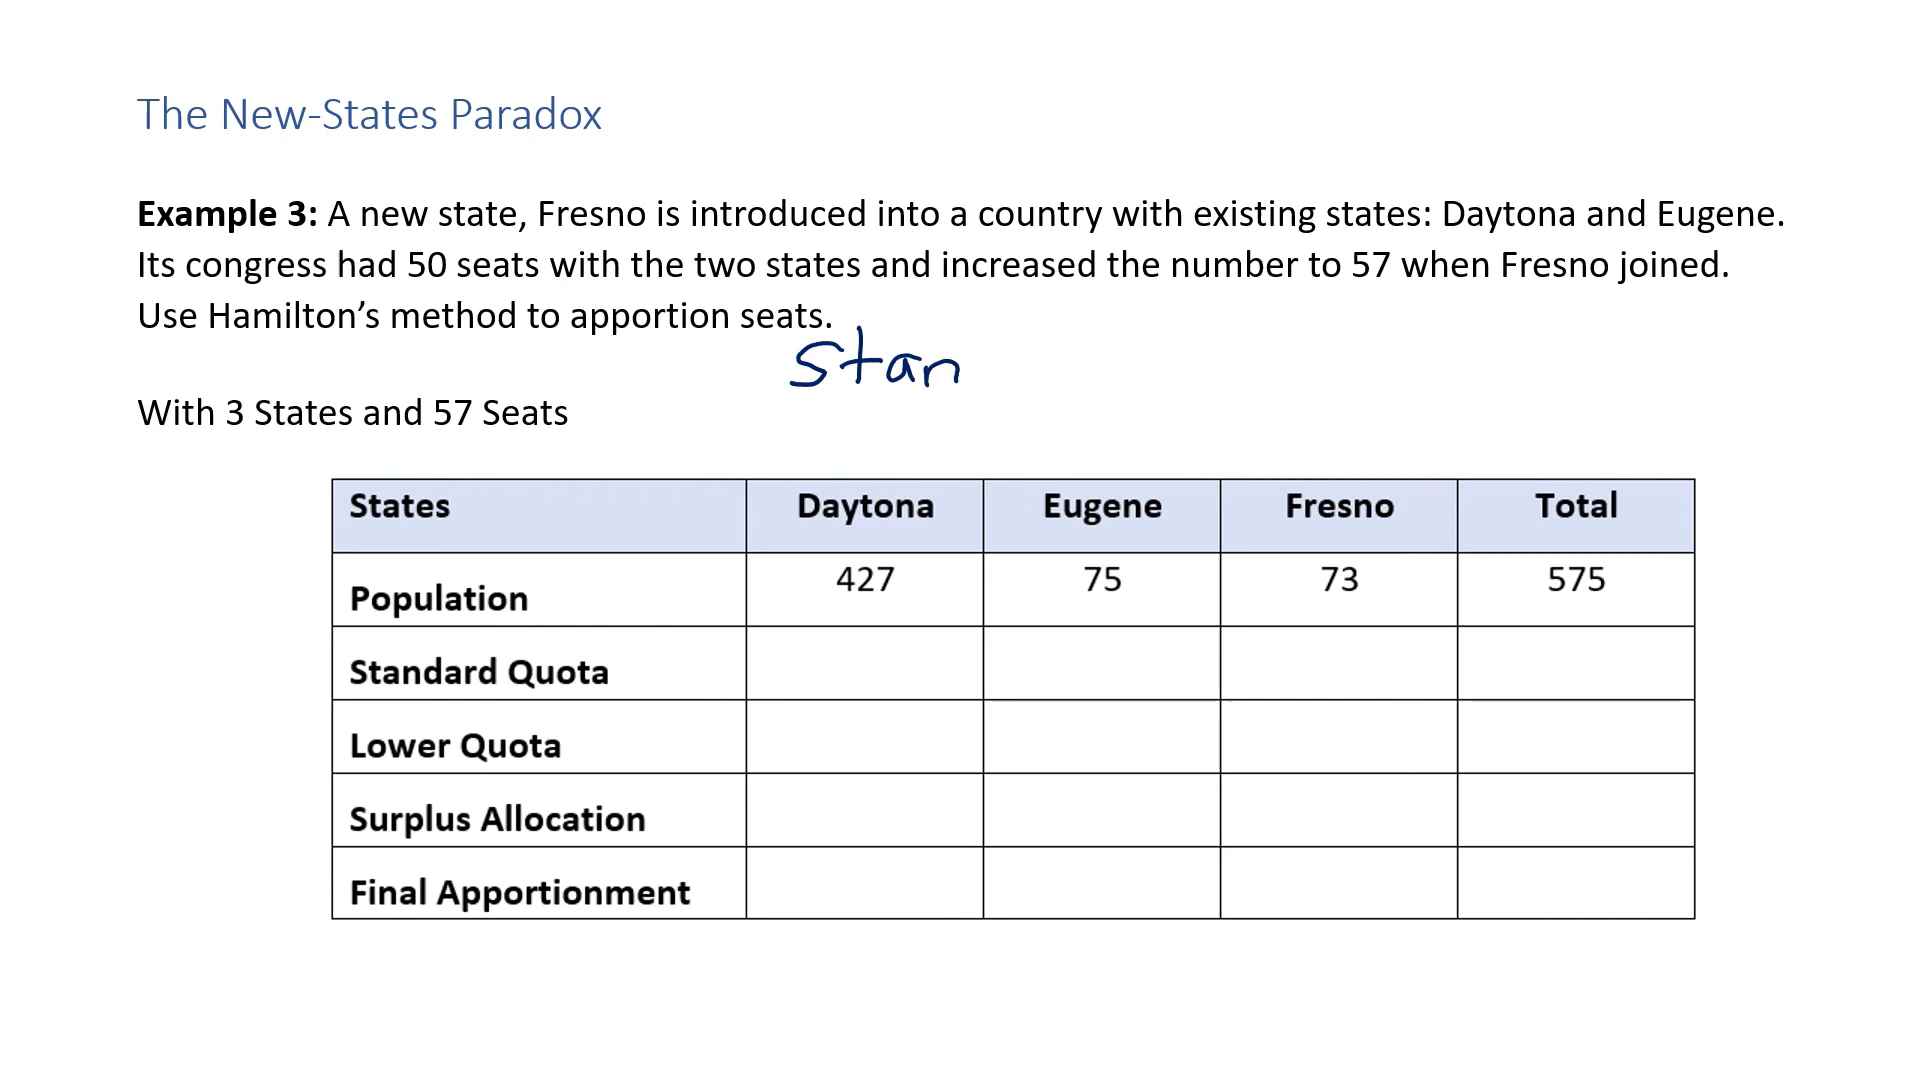 The New-States Paradox
Example 3: A new state, Fresno is introduced into a country with existing states: Daytona and Eugene.
Its congress had 50 seats with the two states and increased the number to 57 when Fresno joined.
Use Hamilton’s method to apportion seats.
Stan
With 3 States and 57 Seats
States Daytona Eugene Fresno Total
Population 427 75 73 575
Standard Quota
Lower Quota
Surplus Allocation
Final Apportionment